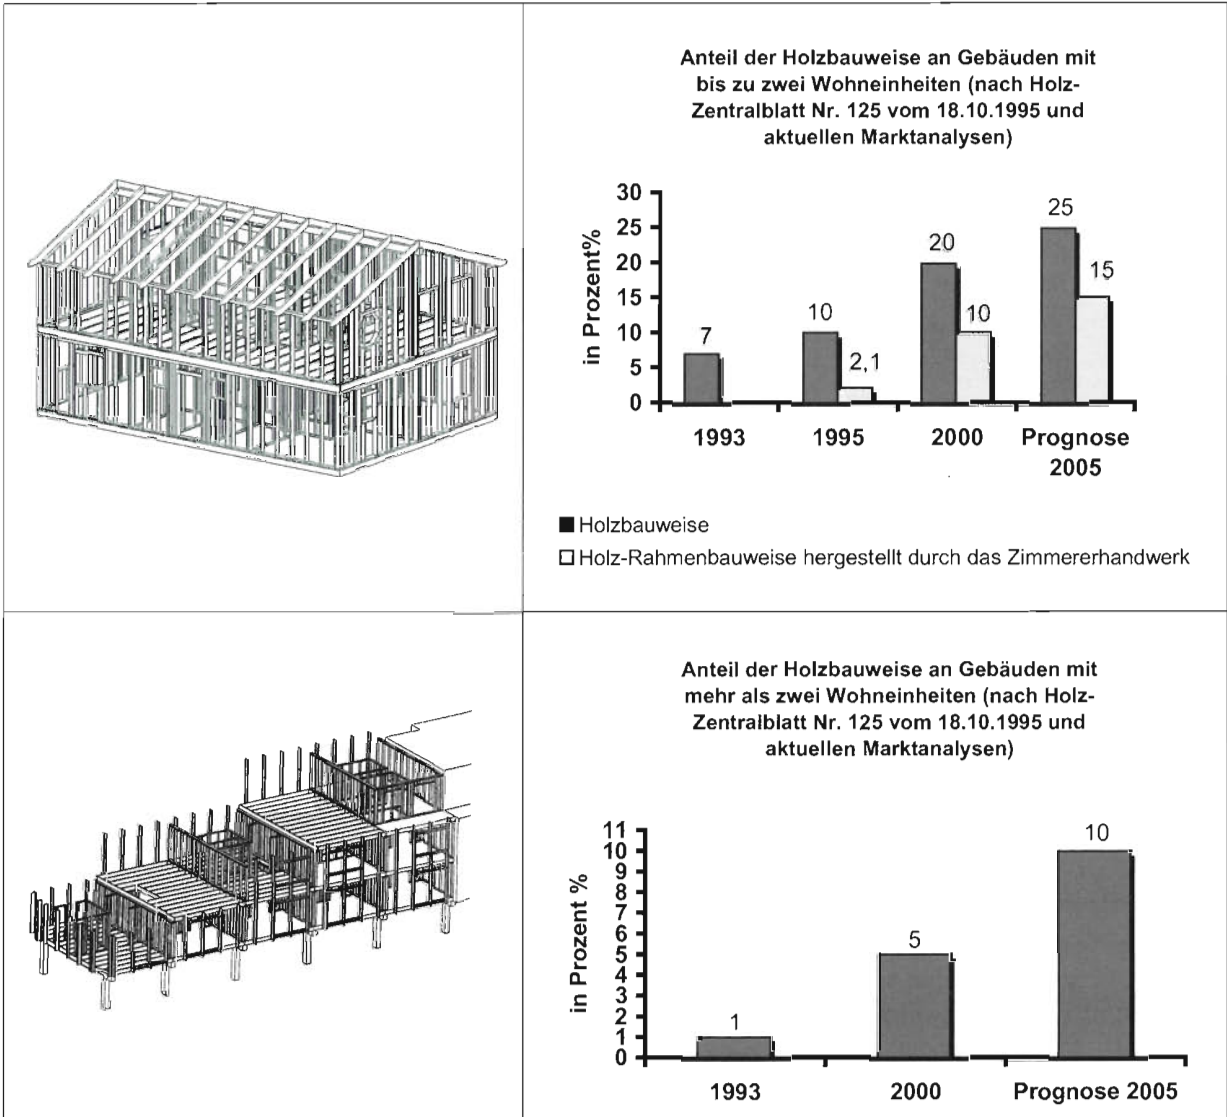 Anteil der Holzbauweise an Gebäuden mit
bis zu zwei Wohneinheiten (nach Holz-
Zentralblatt Nr. 125 vom 18.10.1995 und
aktuellen Marktanalysen)
in Prozent%
30
25
20
15
10
5
0
7
10
2,1
20
10
25
15
1993
1995
2000
Prognose
2005
Holzbauweise
Holz-Rahmenbauweise hergestellt durch das Zimmererhandwerk
Anteil der Holzbauweise an Gebäuden mit
mehr als zwei Wohneinheiten (nach Holz-
Zentralblatt Nr. 125 vom 18.10.1995 und
aktuellen Marktanalysen)
in Prozent %
11
10
9
8
7
6
5
4
3
2
1
0
1
5
10
1993
2000
Prognose 2005